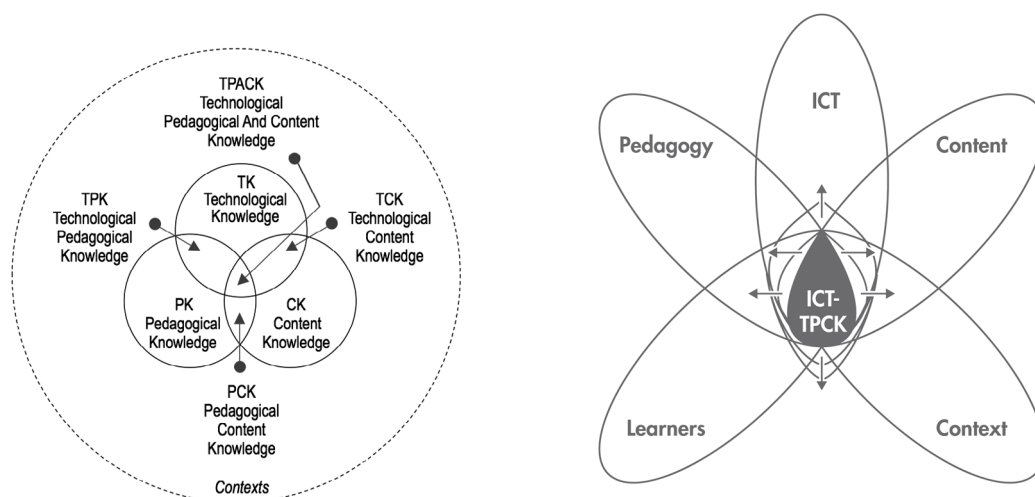 TPACK
Technological
Pedagogical And Content
Knowledge
TK
Technological
Knowledge
TPK
Technological
Pedagogical
Knowledge
TCK
Technological
Content
Knowledge
PK
Pedagogical
Knowledge
CK
Content
Knowledge
PCK
Pedagogical
Content
Knowledge
Contexts
ICT
Pedagogy
Content
ICT-
TPCK
Learners
Context